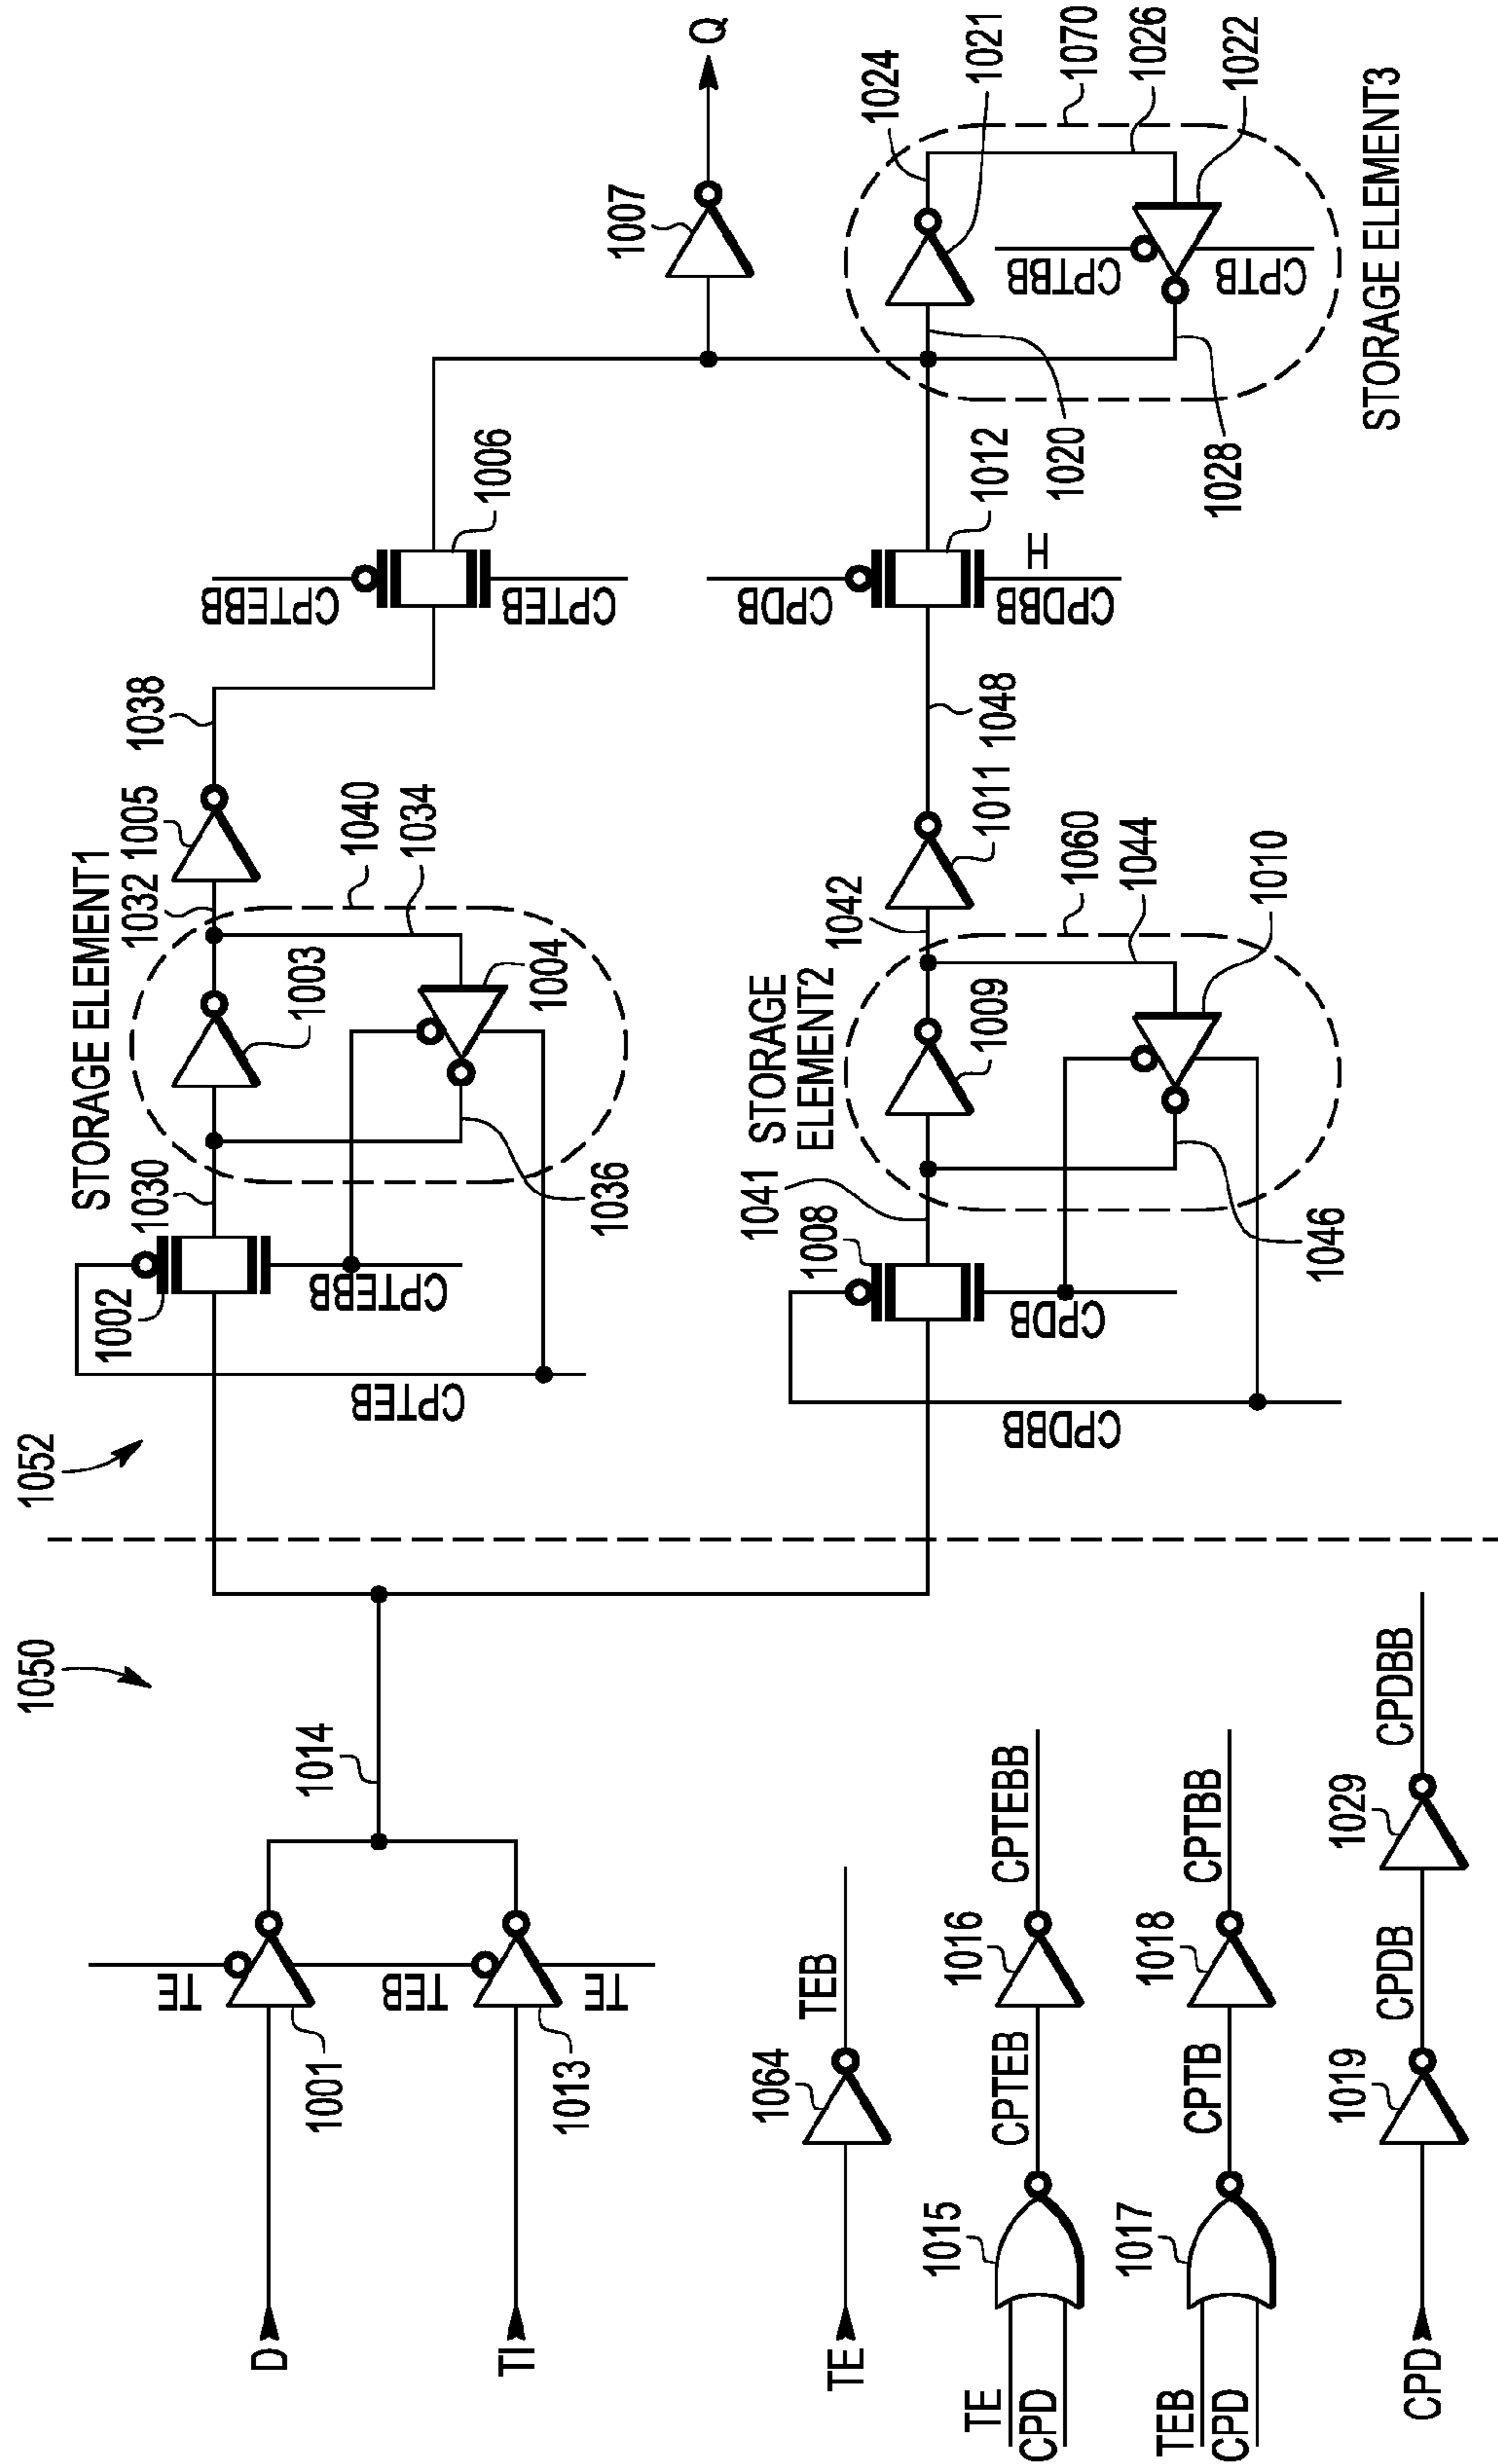 1050
1052
D
TI
TE
TEB
TE
1001
1013
1014
TE
1064
TEB
TE
CPD
1015
CPTEB
1016
CPTEBB
TEB
CPD
1017
CPTB
1018
CPTBB
CPD
1019
CPDB
1029
CPDBB
STORAGE ELEMENT1
1002
1030
CPTEBB
CPTEB
1003
1004
1036
1032
1005
1040
1034
1038
CPTEBB
CPTEB
1006
STORAGE
ELEMENT2
1041
1008
CPDB
CPDBB
1009
1010
1046
1042
1011
1060
1044
1048
CPDB
CPDBB
H
1012
1007
Q
1020
1028
1024
1021
1070
1026
1022
CPTBB
CPTB
STORAGE ELEMENT3